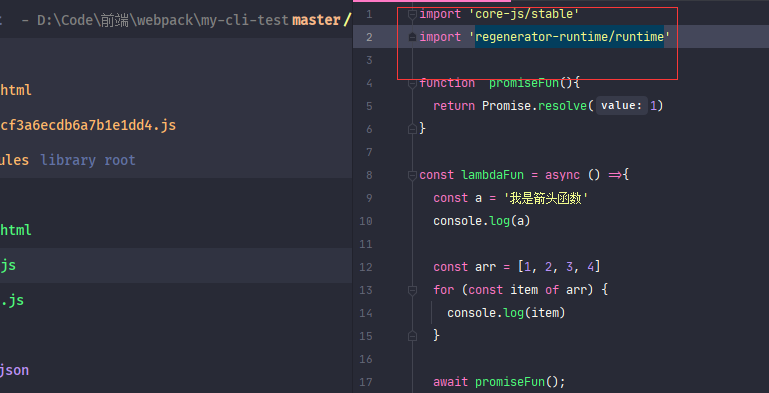 - D:\Code\前端\webpack\my-cli-test master /
html
cf3a6ecdb6a7b1e1dd4.js
ules library root
html
js
.js
json
1 import 'core-js/stable'
2 import 'regenerator-runtime/runtime'
3
4 function promiseFun(){
5 return Promise.resolve( value: 1)
6 }
7
8 const lambdaFun = async () =>{
9 const a = '我是箭头函数'
10 console.log(a)
11
12 const arr = [1, 2, 3, 4]
13 for (const item of arr) {
14 console.log(item)
15 }
16
17 await promiseFun();